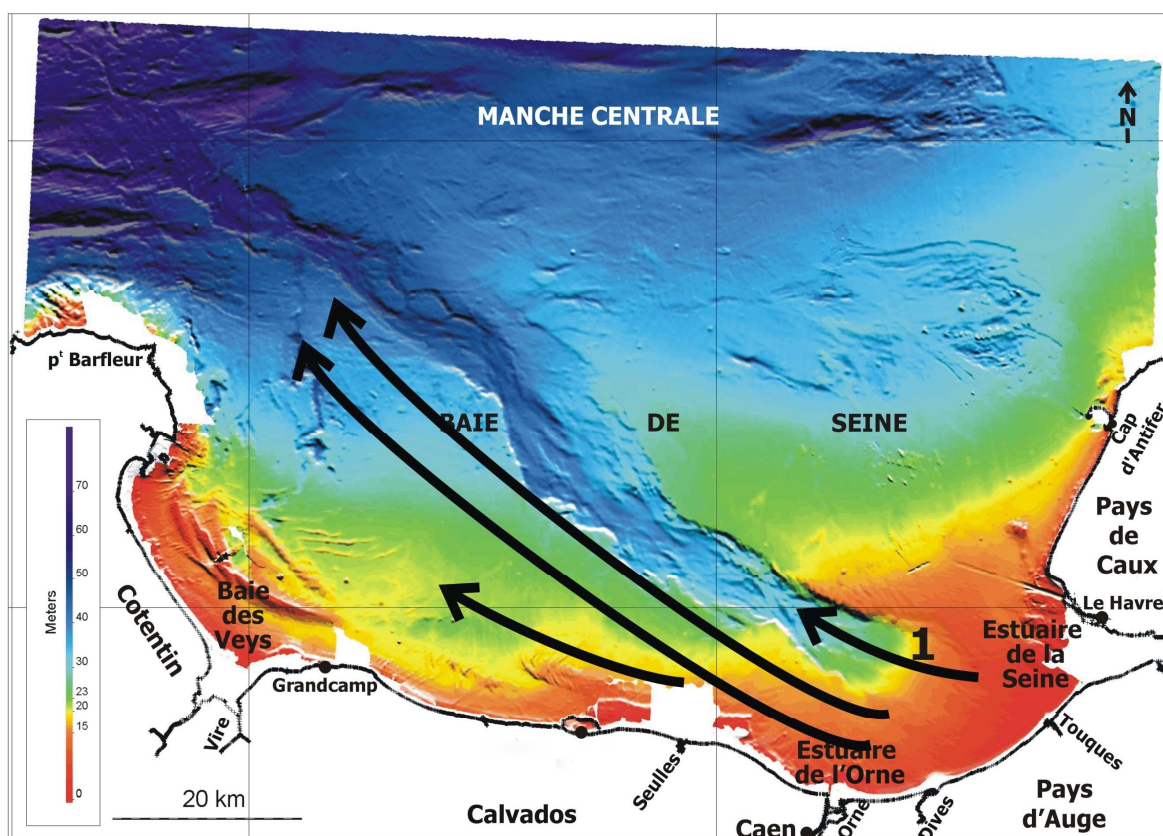 MANCHE CENTRALE
N
pᵗ Barfleur
BAIE DE SEINE
Cap
d'Antifer
Pays
de
Caux
Meters
70
60
50
40
30
23
20
15
0
Cotentin
Baie
des
Veys
Grandcamp
Vire
1
Le Havre
Estuaire
de la
Seine
Touques
Estuaire
de l'Orne
Seulles
20 km
Calvados
Caen
Orne
Dives
Pays
d'Auge